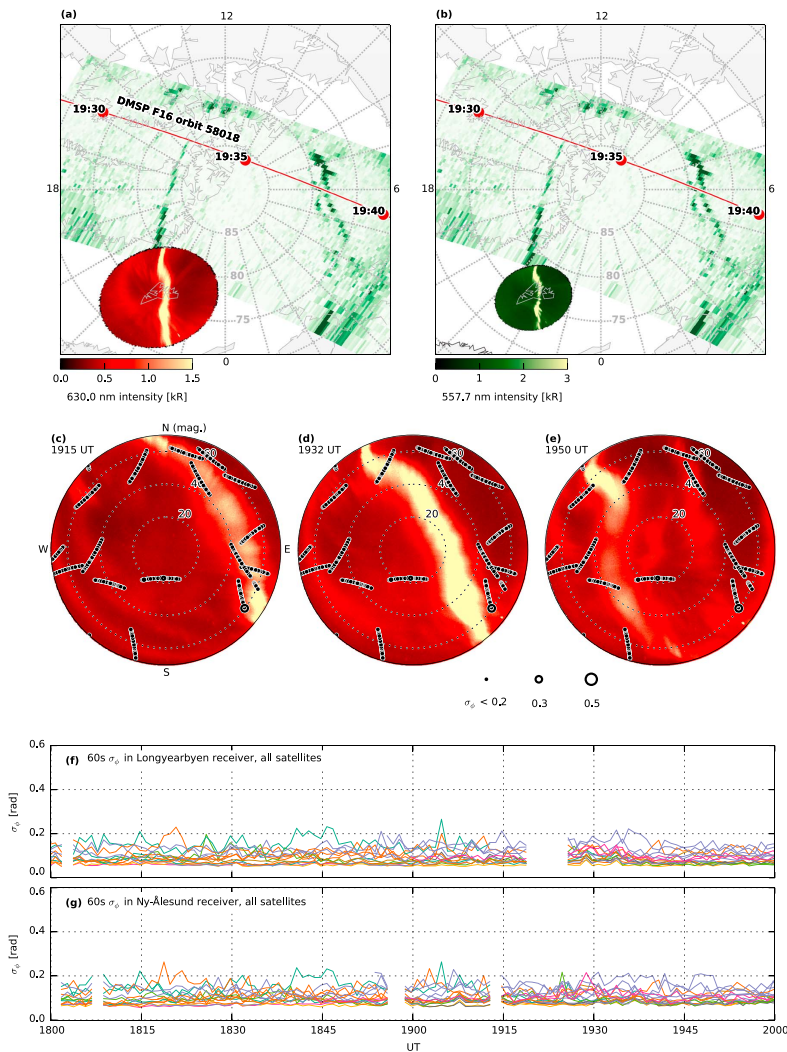 (a)
12
(b)
DMSP F16 orbit 58018
19:30
19:35
19:40
18
85
80
75
0
19:30
19:35
19:40
18
6
85
80
75
6
0
0.0 0.5 1.0 1.5
630.0 nm intensity [kR]
0 1 2 3
557.7 nm intensity [kR]
(c)
1915 UT
N (mag.)
60
40
20
W
E
S
(d)
1932 UT
60
40
20
(e)
1950 UT
60
40
20
σϕ < 0.2
0.3
0.5
(f) 60s σϕ in Longyearbyen receiver, all satellites
0.6
0.4
0.2
0.0
σϕ [rad]
(g) 60s σϕ in Ny-Ålesund receiver, all satellites
0.6
0.4
0.2
0.0
σϕ [rad]
1800 1815 1830 1845 1900 1915 1930 1945 2000
UT